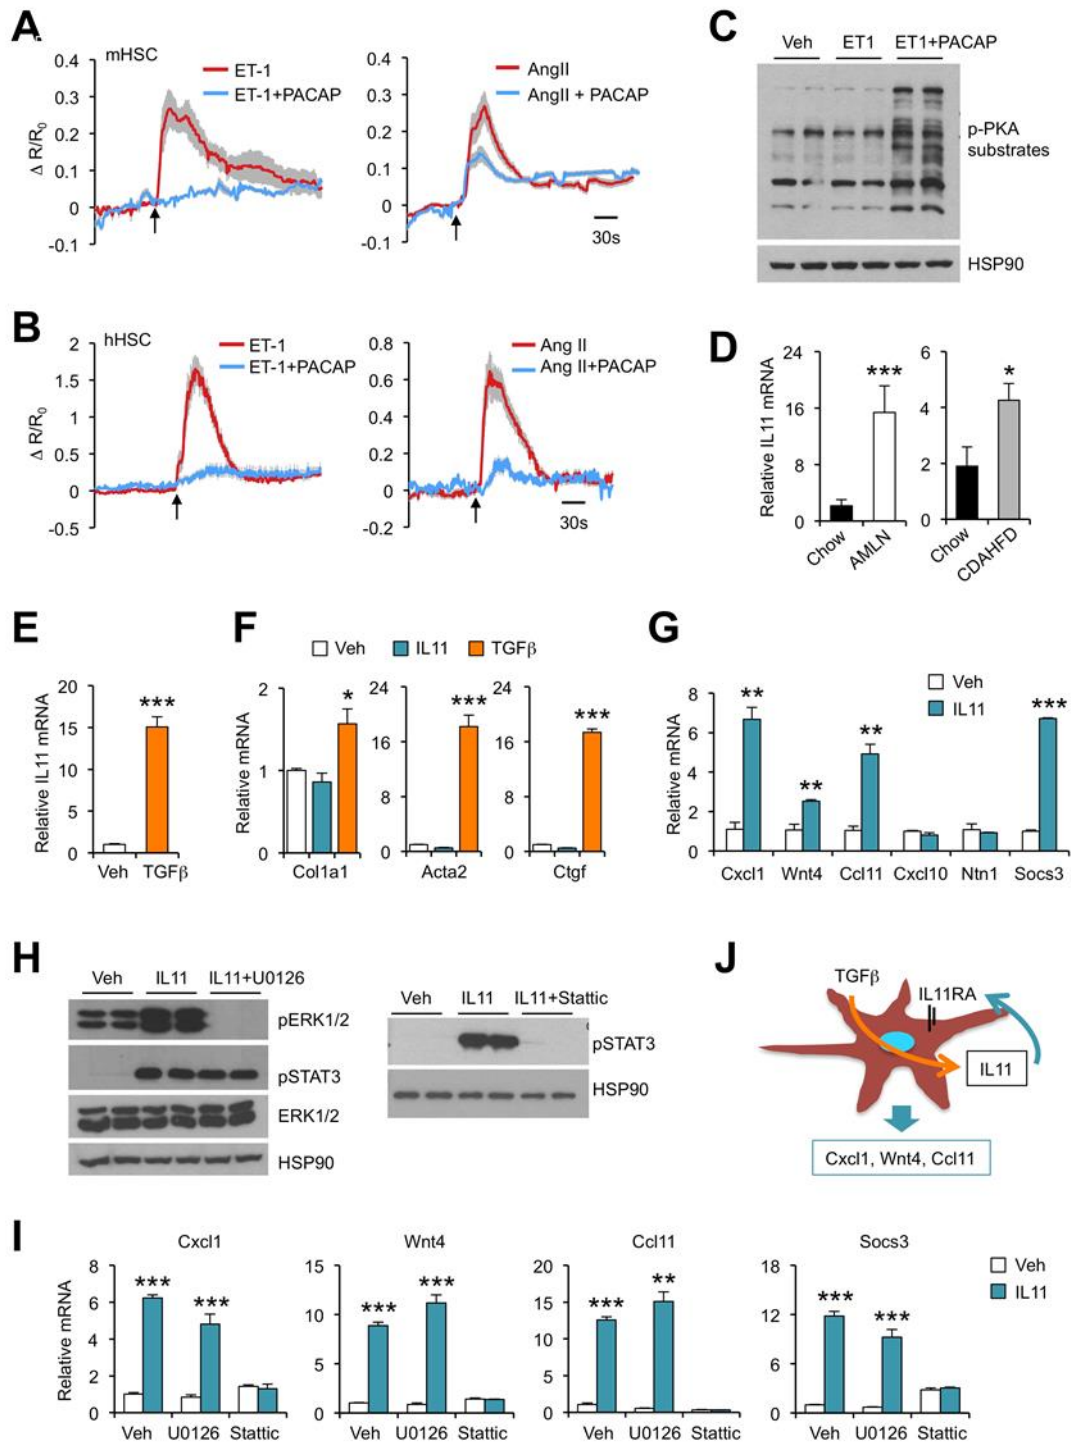 A
mHSC
ET-1
ET-1+PACAP
0.4
0.3
0.2
0.1
0
-0.1
Δ R/R0
AngII
AngII + PACAP
0.4
0.3
0.2
0.1
0
-0.1
30s
B
hHSC
ET-1
ET-1+PACAP
2
1.5
1
0.5
0
-0.5
Δ R/R0
Ang II
Ang II+PACAP
0.8
0.6
0.4
0.2
0
-0.2
30s
C
Veh ET1 ET1+PACAP
p-PKA
substrates
HSP90
D
Relative IL11 mRNA
24
16
8
0
***
Chow AMLN
6
4
2
0
*
Chow CDAHFD
E
Relative IL11 mRNA
20
15
10
5
0
***
Veh TGFβ
F
Veh IL11 TGFβ
Relative mRNA
2
1
0
*
Col1a1
24
16
8
0
***
Acta2
24
16
8
0
***
Ctgf
G
Veh
IL11
Relative mRNA
8
6
4
2
0
** ** ** ***
Cxcl1 Wnt4 Ccl11 Cxcl10 Ntn1 Socs3
H
Veh IL11 IL11+U0126
pERK1/2
pSTAT3
ERK1/2
HSP90
Veh IL11 IL11+Stattic
pSTAT3
HSP90
J
TGFβ
IL11RA
IL11
Cxcl1, Wnt4, Ccl11
I
Relative mRNA
Cxcl1
8
6
4
2
0
*** ***
Veh U0126 Stattic
Wnt4
15
10
5
0
*** ***
Veh U0126 Stattic
Ccl11
20
15
10
5
0
*** **
Veh U0126 Stattic
Socs3
18
12
6
0
*** ***
Veh U0126 Stattic
Veh
IL11